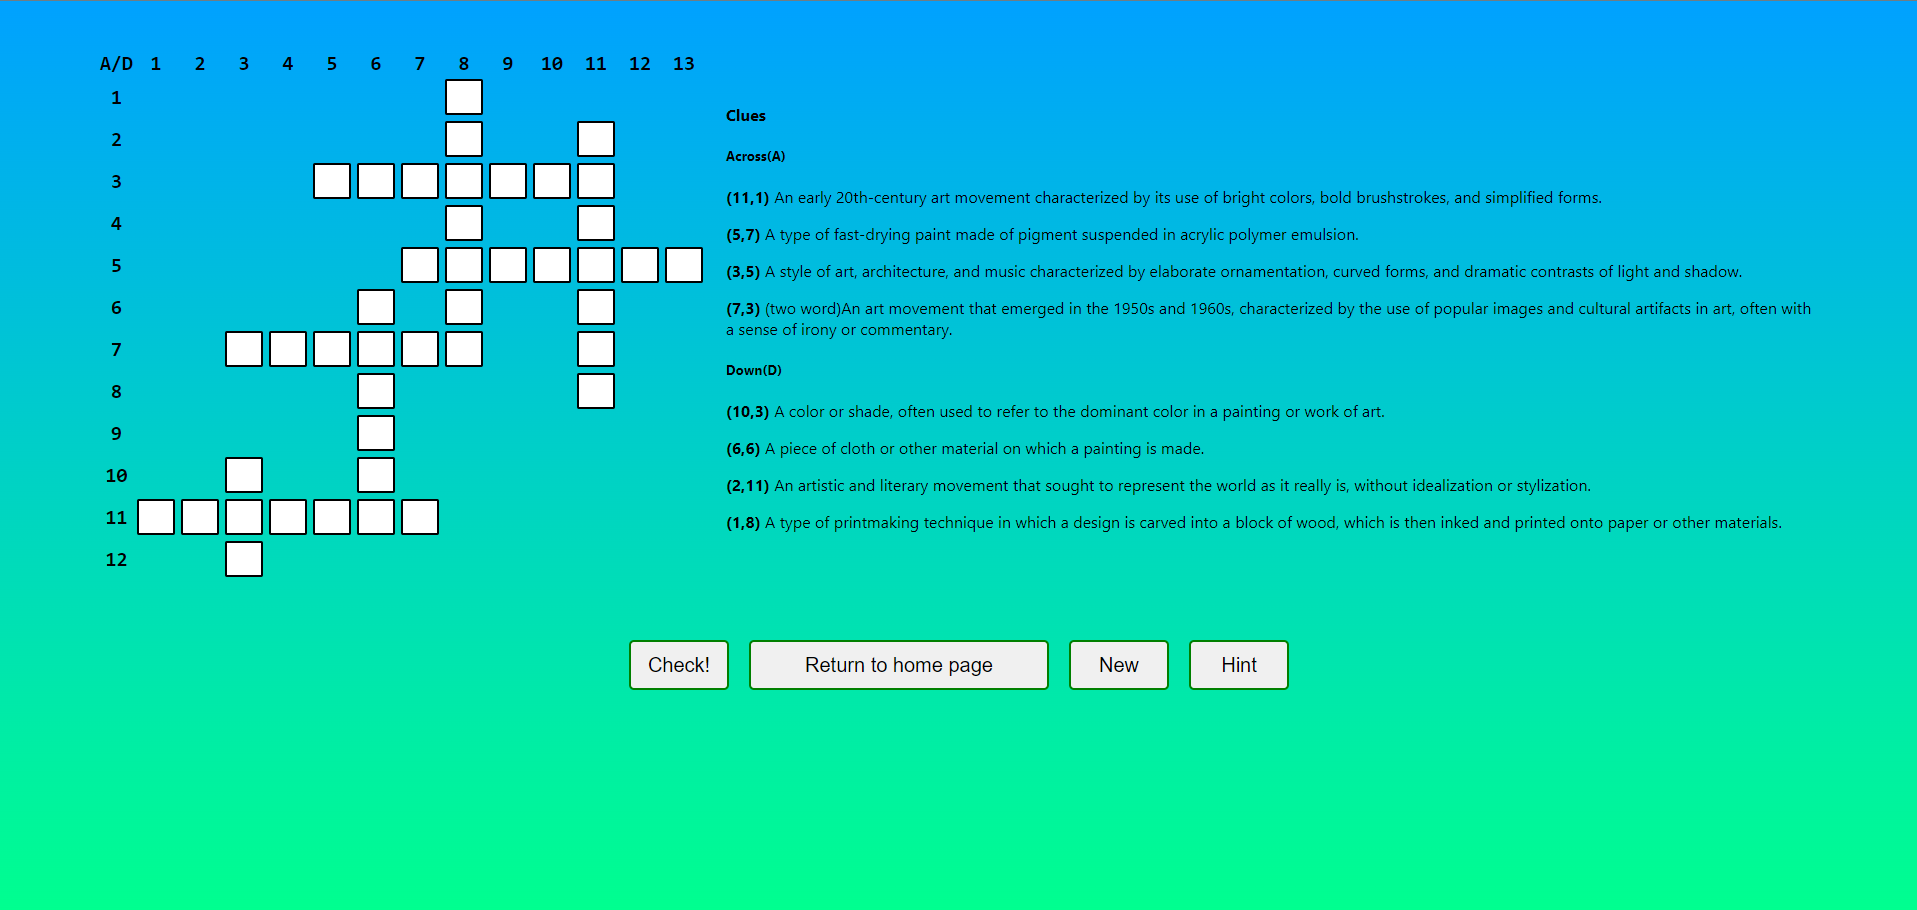 A/D 1 2 3 4 5 6 7 8 9 10 11 12 13
1
2
3
4
5
6
7
8
9
10
11
12
Clues
Across(A)
(11,1) An early 20th-century art movement characterized by its use of bright colors, bold brushstrokes, and simplified forms.
(5,7) A type of fast-drying paint made of pigment suspended in acrylic polymer emulsion.
(3,5) A style of art, architecture, and music characterized by elaborate ornamentation, curved forms, and dramatic contrasts of light and shadow.
(7,3) (two word)An art movement that emerged in the 1950s and 1960s, characterized by the use of popular images and cultural artifacts in art, often with
a sense of irony or commentary.
Down(D)
(10,3) A color or shade, often used to refer to the dominant color in a painting or work of art.
(6,6) A piece of cloth or other material on which a painting is made.
(2,11) An artistic and literary movement that sought to represent the world as it really is, without idealization or stylization.
(1,8) A type of printmaking technique in which a design is carved into a block of wood, which is then inked and printed onto paper or other materials.
Check! Return to home page New Hint